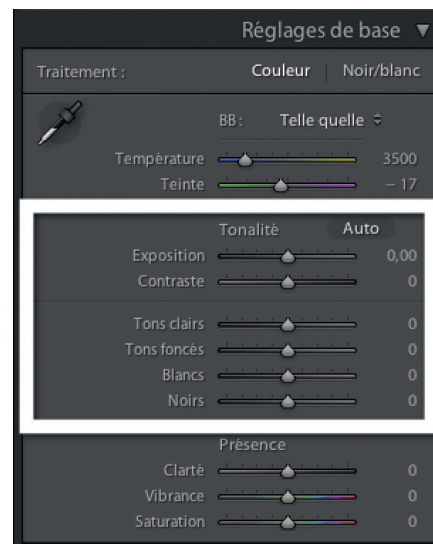 Réglages de base ▼
Traitement : Couleur | Noir/blanc
BB : Telle quelle
Température 3500
Teinte – 17
Tonalité Auto
Exposition 0,00
Contraste 0
Tons clairs 0
Tons foncés 0
Blancs 0
Noirs 0
Présence
Clarté 0
Vibrance 0
Saturation 0